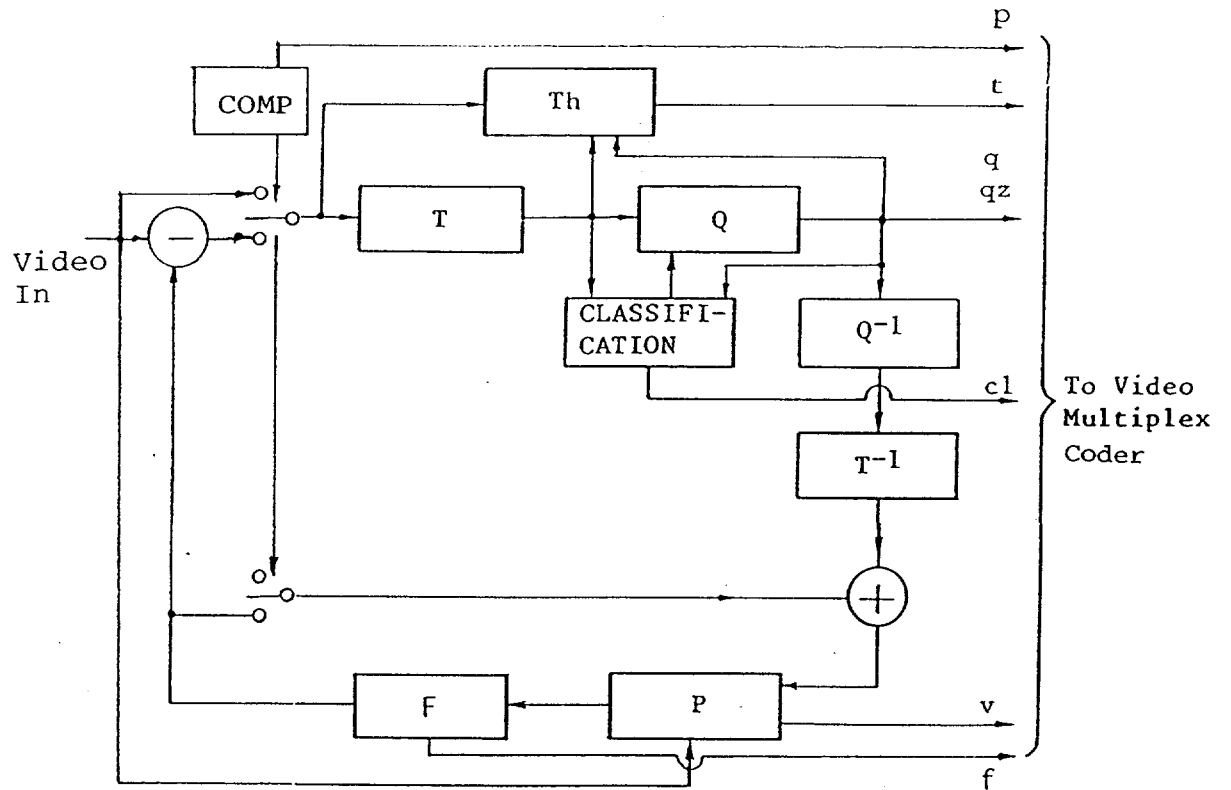 p
COMP
Th
t
q
qz
T
Q
Video
In
CLASSIFI-
CATION
Q-1
cl
To Video
Multiplex
Coder
T-1
F
P
v
f